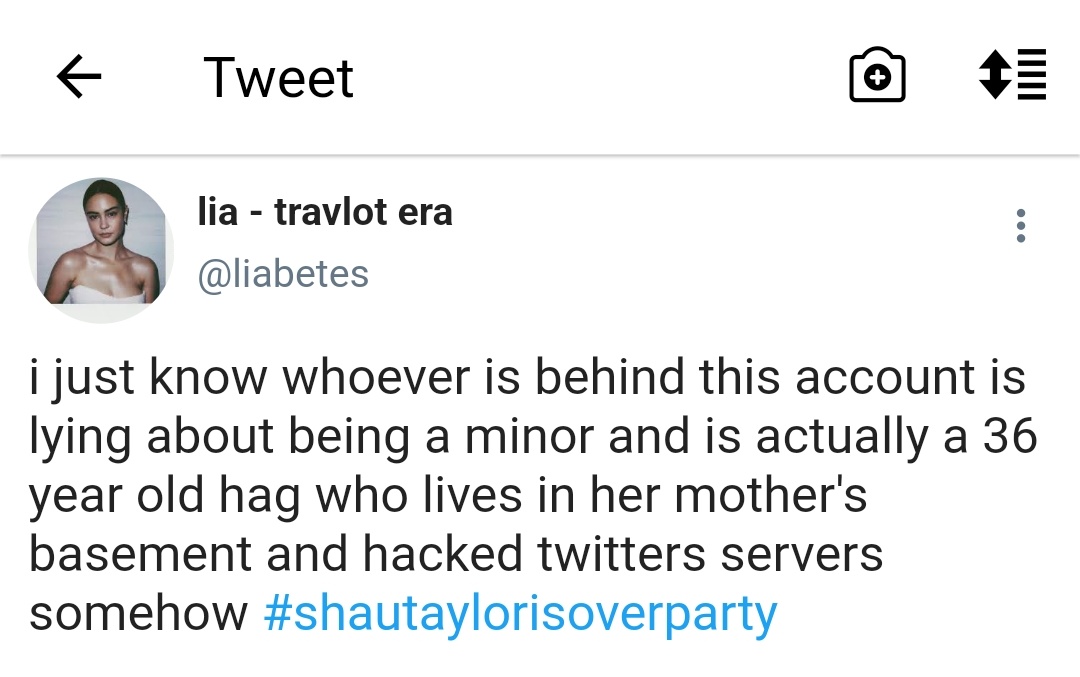 Tweet
lia - travlot era
@liabetes
i just know whoever is behind this account is
lying about being a minor and is actually a 36
year old hag who lives in her mother's
basement and hacked twitters servers
somehow #shautaylorisoverparty